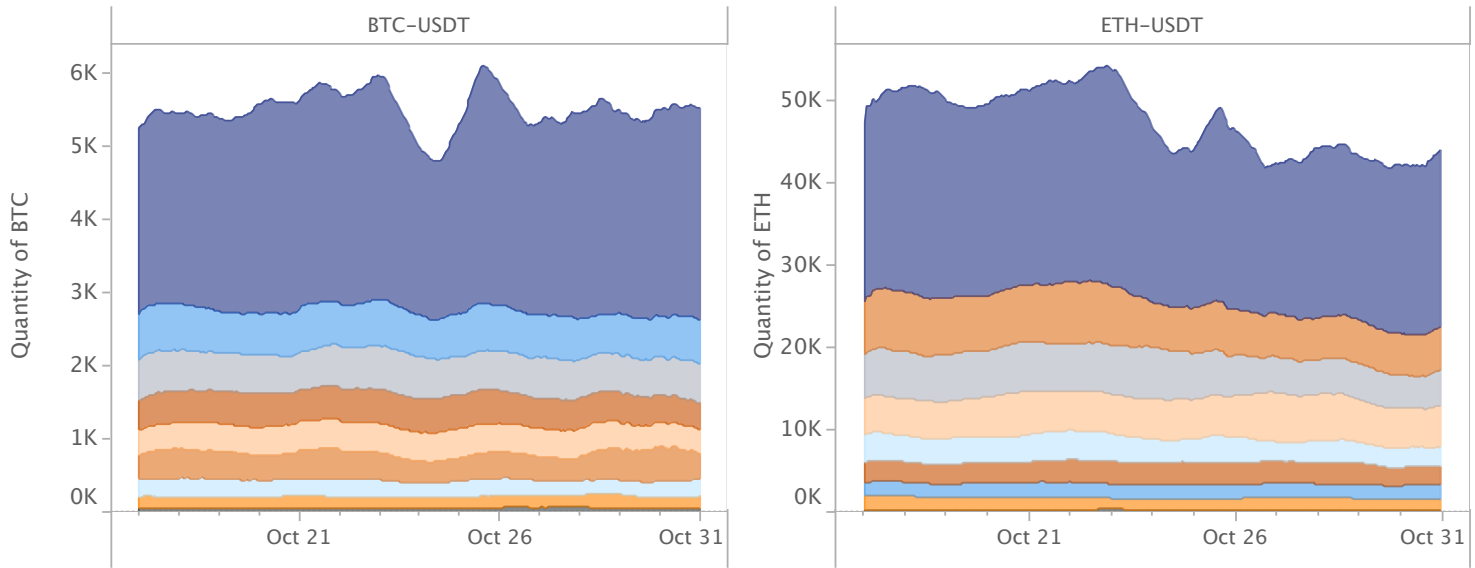 BTC–USDT
Quantity of BTC
6K
5K
4K
3K
2K
1K
0K
Oct 21
Oct 26
Oct 31
ETH–USDT
Quantity of ETH
50K
40K
30K
20K
10K
0K
Oct 21
Oct 26
Oct 31